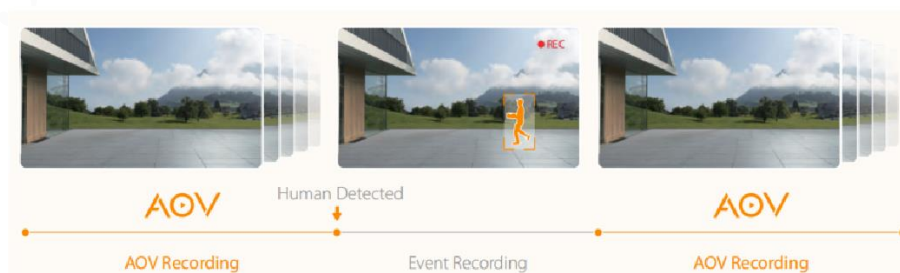 REC
Human Detected
AOV AOV
AOV Recording Event Recording AOV Recording